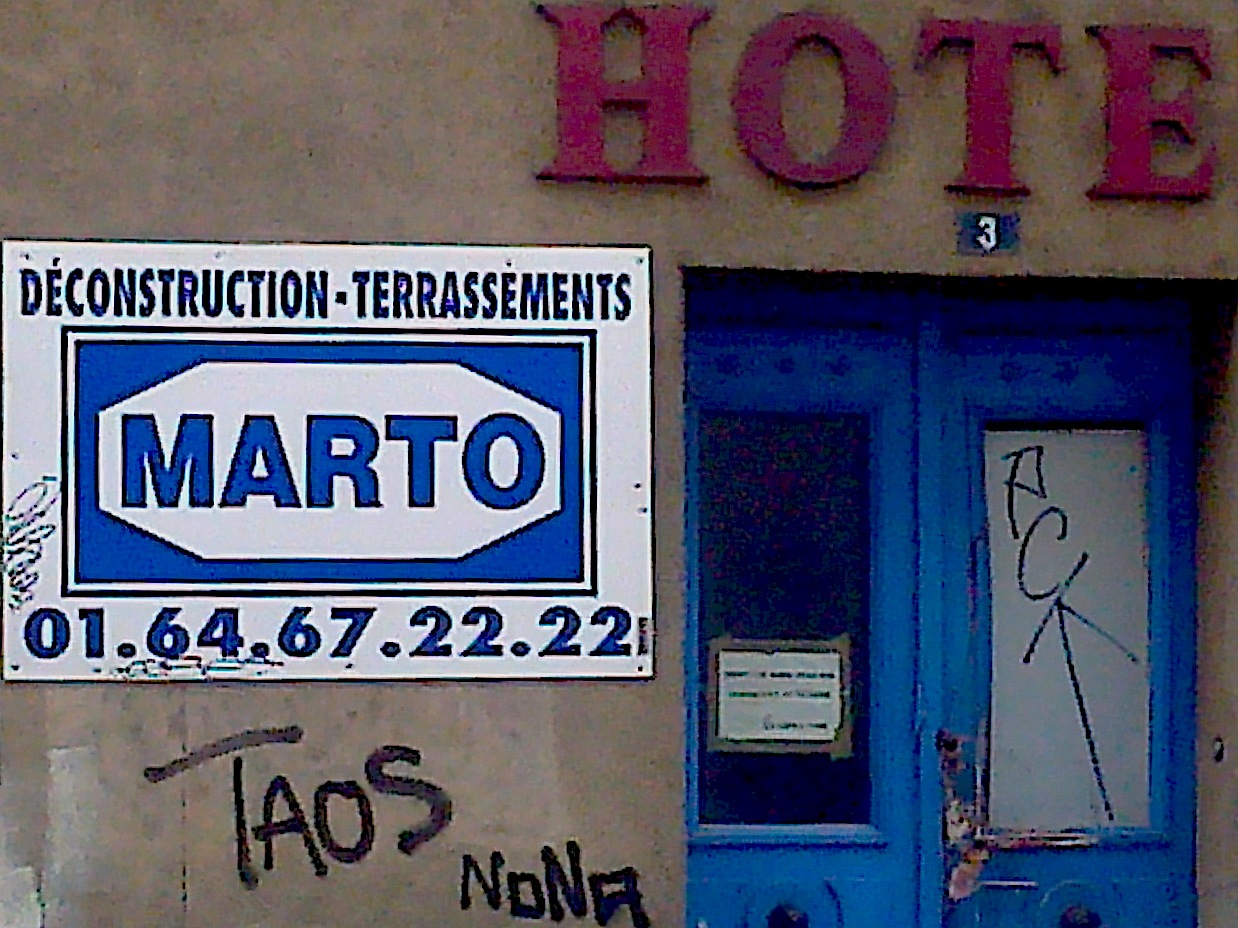 HOTE
3
DÉCONSTRUCTION-TERRASSEMENTS
MARTO
01.64.67.22.22
TAOS
NONA